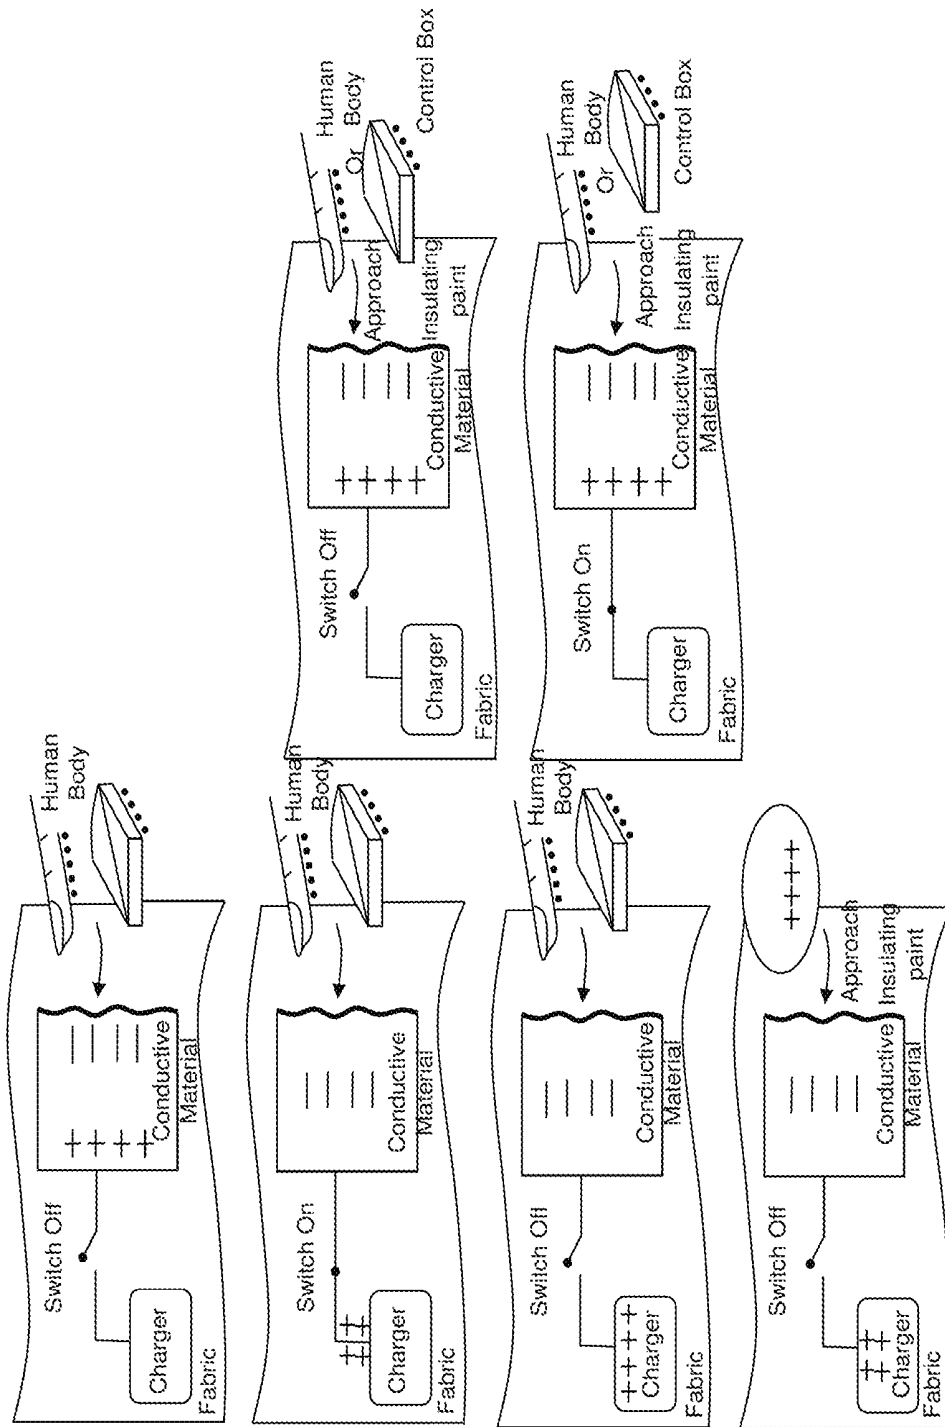 Human
Body
Switch Off
Charger
Conductive
Material
Fabric
Human
Body
Switch On
++
++
Charger
Conductive
Material
Fabric
Human
Body
Switch Off
++++
Charger
Conductive
Material
Fabric
++++
Switch Off
Approach
++
++
Charger
Conductive
Material
Insulating
paint
Fabric
Human
Body
Or
Control Box
Switch Off
Approach
Charger
Conductive
Material
Insulating
paint
Fabric
Human
Body
Or
Control Box
Switch On
Approach
Charger
Conductive
Material
Insulating
paint
Fabric